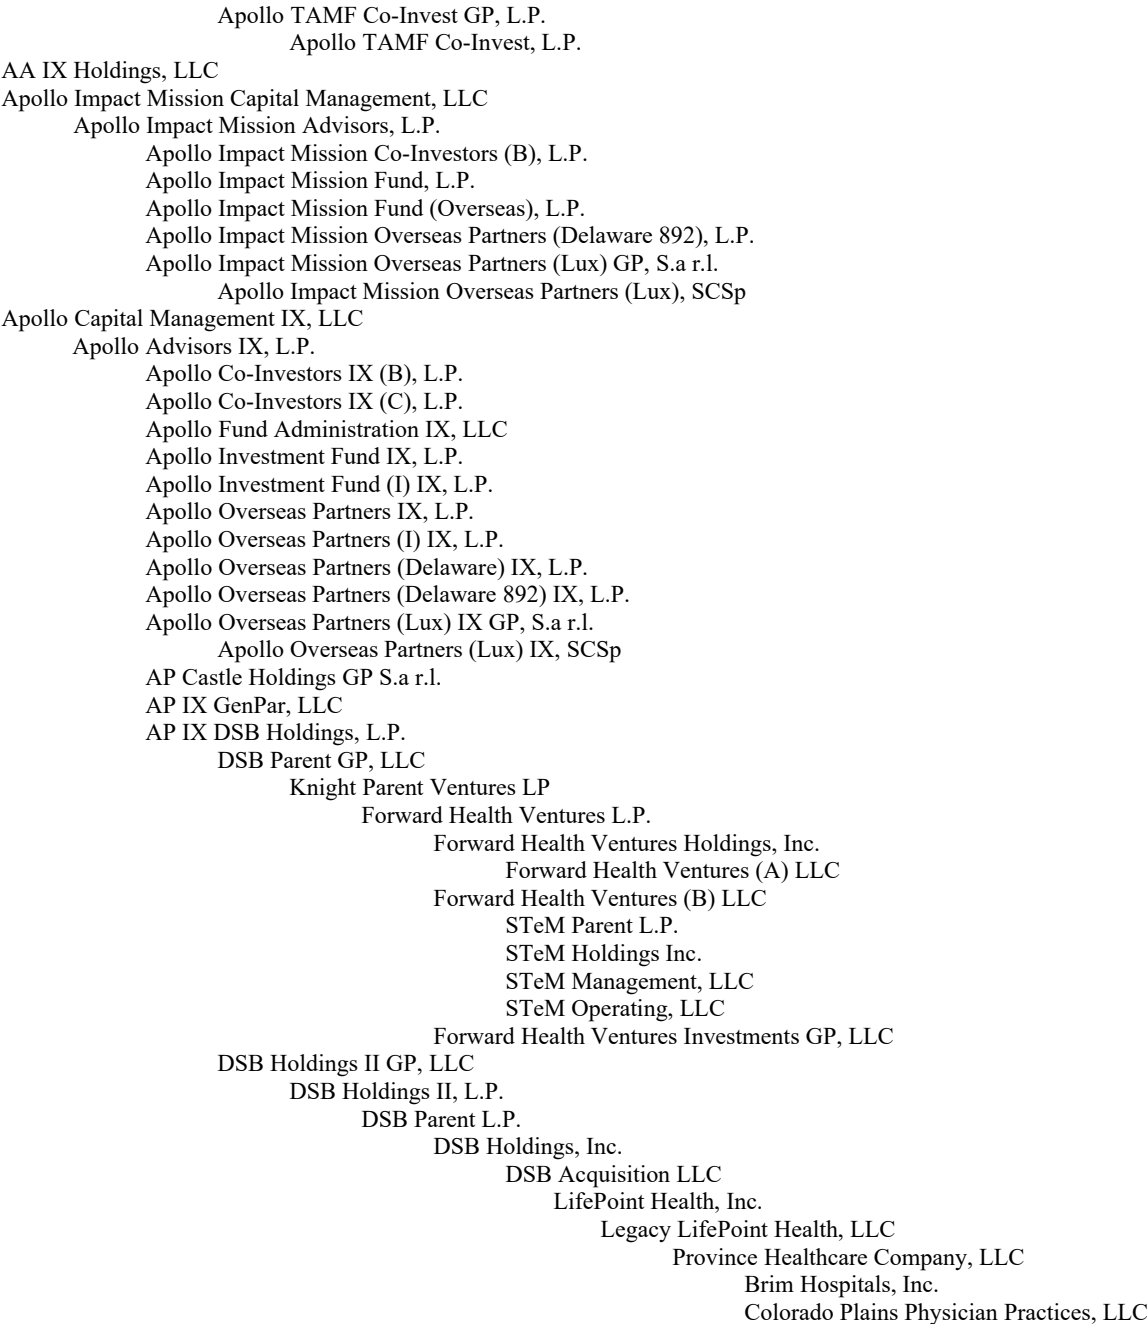 Apollo TAMF Co-Invest GP, L.P.
Apollo TAMF Co-Invest, L.P.
AA IX Holdings, LLC
Apollo Impact Mission Capital Management, LLC
Apollo Impact Mission Advisors, L.P.
Apollo Impact Mission Co-Investors (B), L.P.
Apollo Impact Mission Fund, L.P.
Apollo Impact Mission Fund (Overseas), L.P.
Apollo Impact Mission Overseas Partners (Delaware 892), L.P.
Apollo Impact Mission Overseas Partners (Lux) GP, S.a r.l.
Apollo Impact Mission Overseas Partners (Lux), SCSp
Apollo Capital Management IX, LLC
Apollo Advisors IX, L.P.
Apollo Co-Investors IX (B), L.P.
Apollo Co-Investors IX (C), L.P.
Apollo Fund Administration IX, LLC
Apollo Investment Fund IX, L.P.
Apollo Investment Fund (I) IX, L.P.
Apollo Overseas Partners IX, L.P.
Apollo Overseas Partners (I) IX, L.P.
Apollo Overseas Partners (Delaware) IX, L.P.
Apollo Overseas Partners (Delaware 892) IX, L.P.
Apollo Overseas Partners (Lux) IX GP, S.a r.l.
Apollo Overseas Partners (Lux) IX, SCSp
AP Castle Holdings GP S.a r.l.
AP IX GenPar, LLC
AP IX DSB Holdings, L.P.
DSB Parent GP, LLC
Knight Parent Ventures LP
Forward Health Ventures L.P.
Forward Health Ventures Holdings, Inc.
Forward Health Ventures (A) LLC
Forward Health Ventures (B) LLC
STeM Parent L.P.
STeM Holdings Inc.
STeM Management, LLC
STeM Operating, LLC
Forward Health Ventures Investments GP, LLC
DSB Holdings II GP, LLC
DSB Holdings II, L.P.
DSB Parent L.P.
DSB Holdings, Inc.
DSB Acquisition LLC
LifePoint Health, Inc.
Legacy LifePoint Health, LLC
Province Healthcare Company, LLC
Brim Hospitals, Inc.
Colorado Plains Physician Practices, LLC